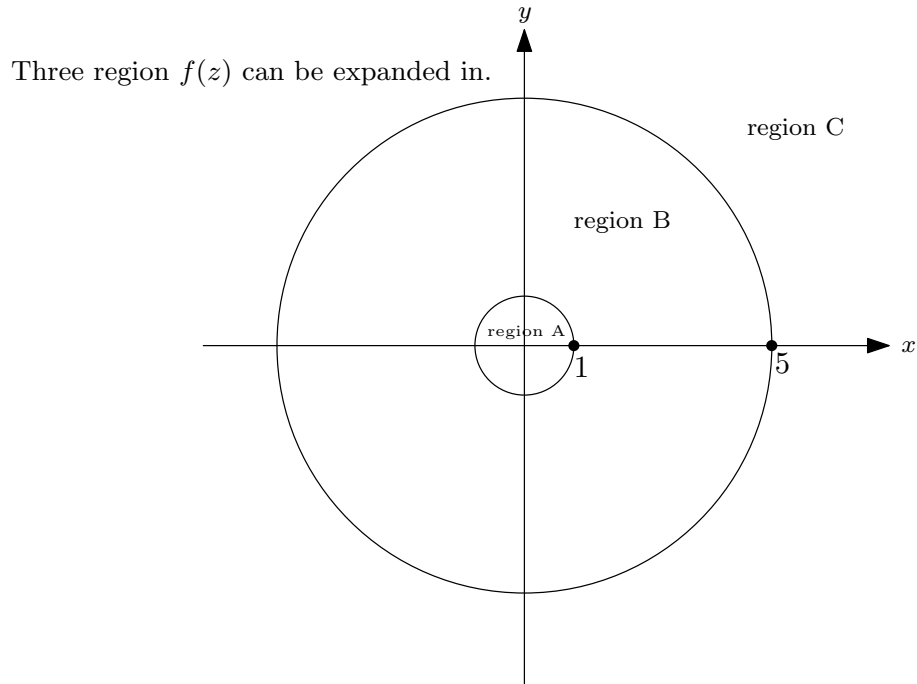 y
Three region f(z) can be expanded in.
region C
region B
region A
x
1
5